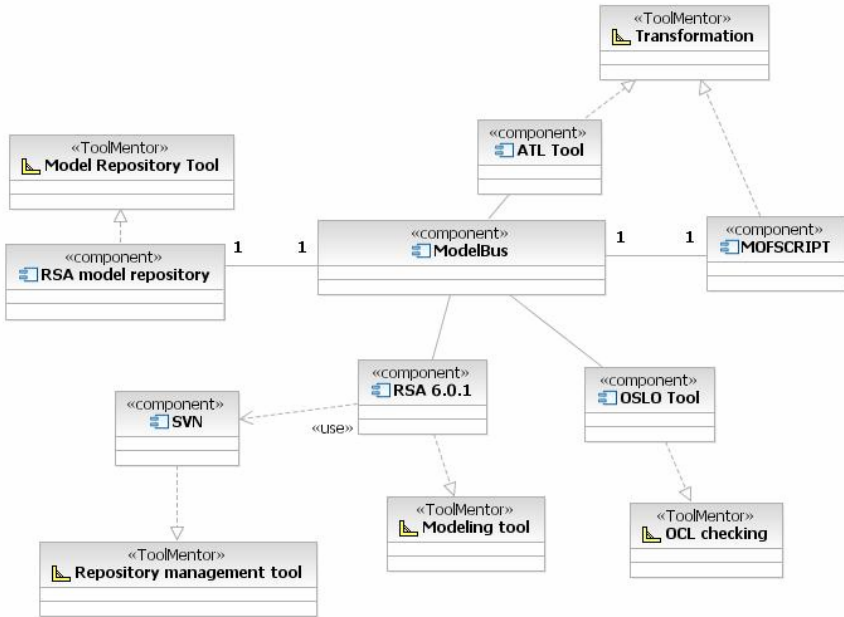 «ToolMentor»
Transformation
«component»
ATL Tool
«ToolMentor»
Model Repository Tool
«component»
RSA model repository
1
1
«component»
ModelBus
1
1
«component»
MOFSCRIPT
«component»
RSA 6.0.1
«component»
OSLO Tool
«component»
SVN
«use»
«ToolMentor»
Modeling tool
«ToolMentor»
OCL checking
«ToolMentor»
Repository management tool